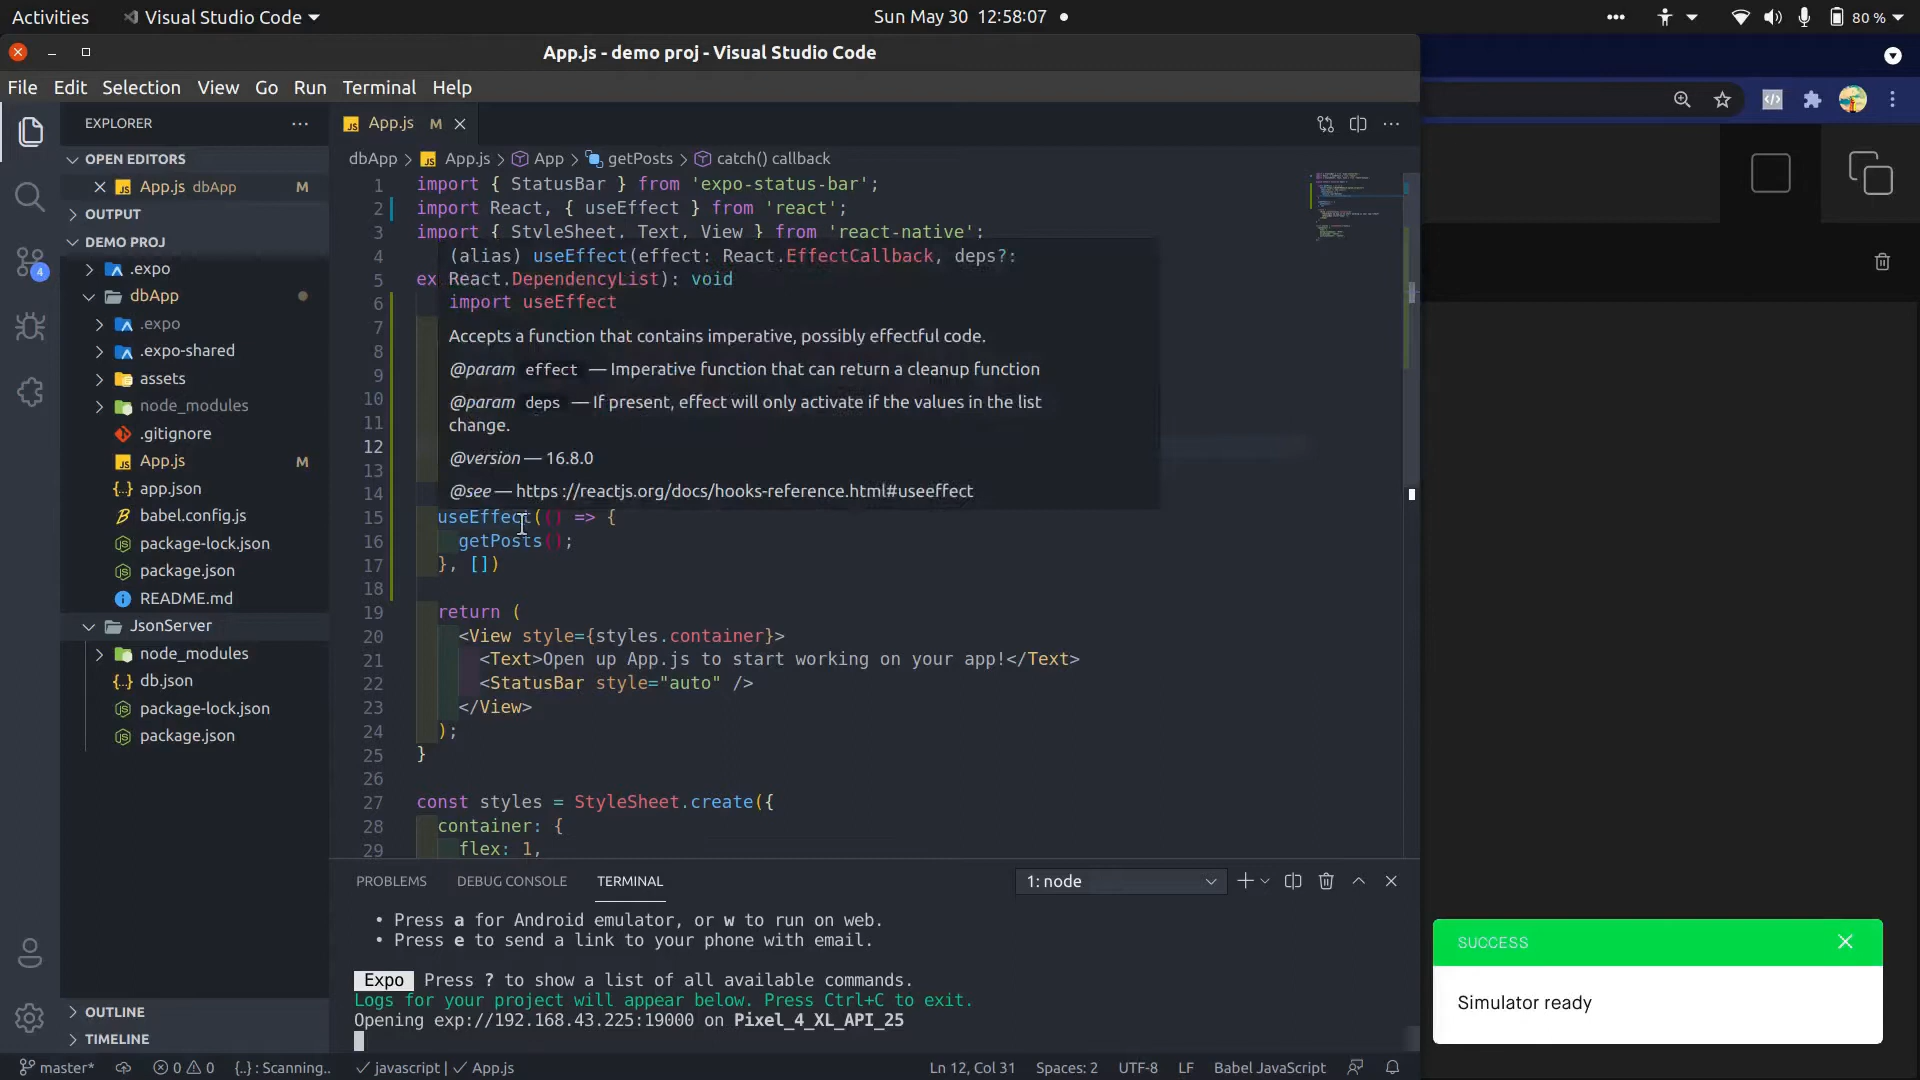 Activities
Visual Studio Code
Sun May 30 12:58:07
80 %
App.js - demo proj - Visual Studio Code
File Edit Selection View Go Run Terminal Help
EXPLORER
OPEN EDITORS
App.js dbApp M
OUTPUT
DEMO PROJ
.expo
dbApp
.expo
.expo-shared
assets
node_modules
.gitignore
App.js M
app.json
babel.config.js
package-lock.json
package.json
README.md
JsonServer
node_modules
db.json
package-lock.json
package.json
OUTLINE
TIMELINE
4
App.js M
dbApp > App.js > App > getPosts > catch() callback
1 import { StatusBar } from 'expo-status-bar';
2 import React, { useEffect } from 'react';
3 import { StyleSheet, Text, View } from 'react-native';
4
5 ex
6
7
8
9
10
11
12
13
14
(alias) useEffect(effect: React.EffectCallback, deps?:
React.DependencyList): void
import useEffect
Accepts a function that contains imperative, possibly effectful code.
@param effect — Imperative function that can return a cleanup function
@param deps — If present, effect will only activate if the values in the list
change.
@version — 16.8.0
@see — https ://reactjs.org/docs/hooks-reference.html#useeffect
15 useEffect(() => {
16 getPosts();
17 }, [])
18
19 return (
20 <View style={styles.container}>
21 <Text>Open up App.js to start working on your app!</Text>
22 <StatusBar style="auto" />
23 </View>
24 );
25 }
26
27 const styles = StyleSheet.create({
28 container: {
29 flex: 1,
PROBLEMS DEBUG CONSOLE TERMINAL
1: node
• Press a for Android emulator, or w to run on web.
• Press e to send a link to your phone with email.
Expo Press ? to show a list of all available commands.
Logs for your project will appear below. Press Ctrl+C to exit.
Opening exp://192.168.43.225:19000 on Pixel_4_XL_API_25
master* 0 0 {..} : Scanning.. javascript | App.js
Ln 12, Col 31 Spaces: 2 UTF-8 LF Babel JavaScript
SUCCESS
Simulator ready